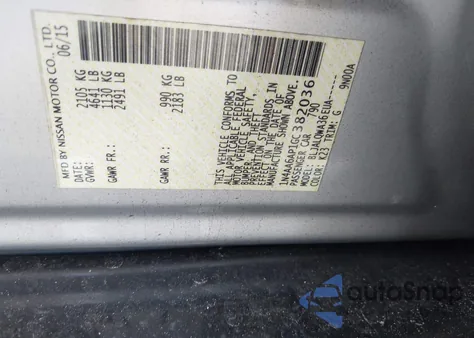 MFD BY NISSAN MOTOR CO., LTD.
DATE: 06/15
GVWR: 2105 KG
4641 LB
GAWR FR: 1130 KG
2491 LB
GAWR RR: 990 KG
2183 LB
THIS VEHICLE CONFORMS TO
ALL APPLICABLE FEDERAL
MOTOR VEHICLE SAFETY,
BUMPER, AND THEFT
PREVENTION STANDARDS IN
EFFECT ON THE DATE OF
MANUFACTURE SHOWN ABOVE.
1N4AA6AP1GC382036
PASSENGER CAR 790
COLOR: K23 TRIM: G
9N00A
autoSnap